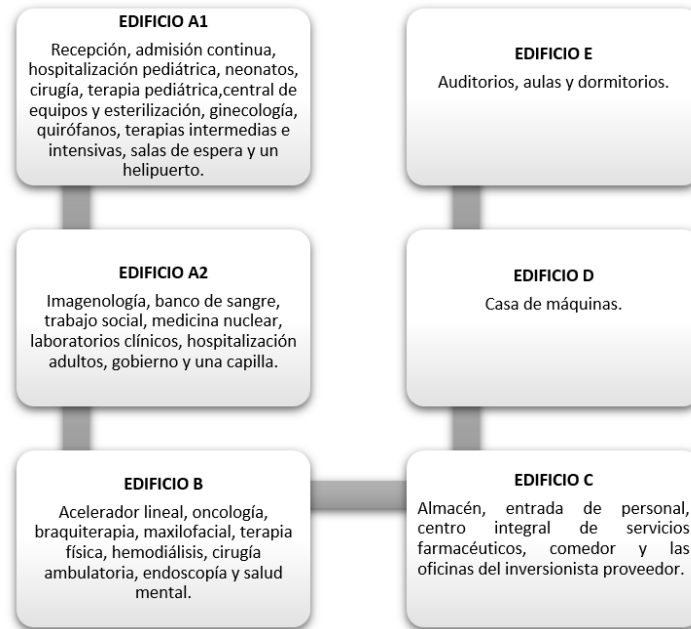 EDIFICIO A1
Recepción, admisión continua,
hospitalización pediátrica, neonatos,
cirugía, terapia pediátrica,central de
equipos y esterilización, ginecología,
quirófanos, terapias intermedias e
intensivas, salas de espera y un
helipuerto.
EDIFICIO A2
Imagenología, banco de sangre,
trabajo social, medicina nuclear,
laboratorios clínicos, hospitalización
adultos, gobierno y una capilla.
EDIFICIO B
Acelerador lineal, oncología,
braquiterapia, maxilofacial, terapia
física, hemodiálisis, cirugía
ambulatoria, endoscopía y salud
mental.
EDIFICIO C
Almacén, entrada de personal,
centro integral de servicios
farmacéuticos, comedor y las
oficinas del inversionista proveedor.
EDIFICIO D
Casa de máquinas.
EDIFICIO E
Auditorios, aulas y dormitorios.